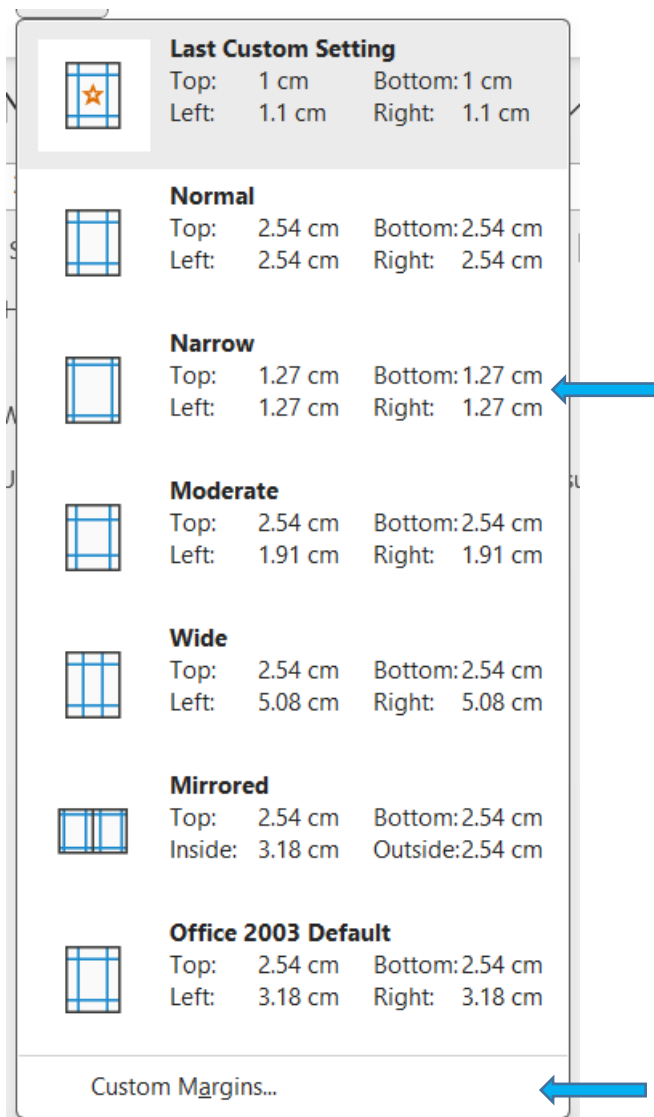 Last Custom Setting
Top: 1 cm Bottom: 1 cm
Left: 1.1 cm Right: 1.1 cm
Normal
Top: 2.54 cm Bottom: 2.54 cm
Left: 2.54 cm Right: 2.54 cm
Narrow
Top: 1.27 cm Bottom: 1.27 cm
Left: 1.27 cm Right: 1.27 cm
Moderate
Top: 2.54 cm Bottom: 2.54 cm
Left: 1.91 cm Right: 1.91 cm
Wide
Top: 2.54 cm Bottom: 2.54 cm
Left: 5.08 cm Right: 5.08 cm
Mirrored
Top: 2.54 cm Bottom: 2.54 cm
Inside: 3.18 cm Outside: 2.54 cm
Office 2003 Default
Top: 2.54 cm Bottom: 2.54 cm
Left: 3.18 cm Right: 3.18 cm
Custom Margins...